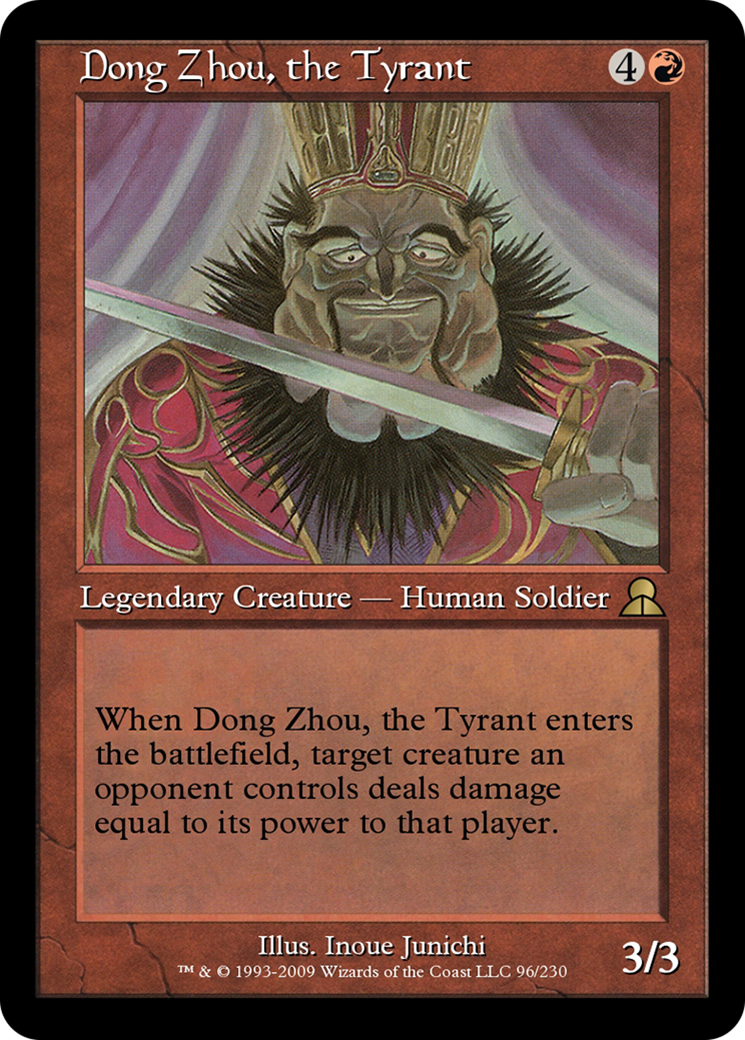 Dong Zhou, the Tyrant 4
Legendary Creature — Human Soldier
When Dong Zhou, the Tyrant enters
the battlefield, target creature an
opponent controls deals damage
equal to its power to that player.
Illus. Inoue Junichi
™ & © 1993-2009 Wizards of the Coast LLC 96/230
3/3